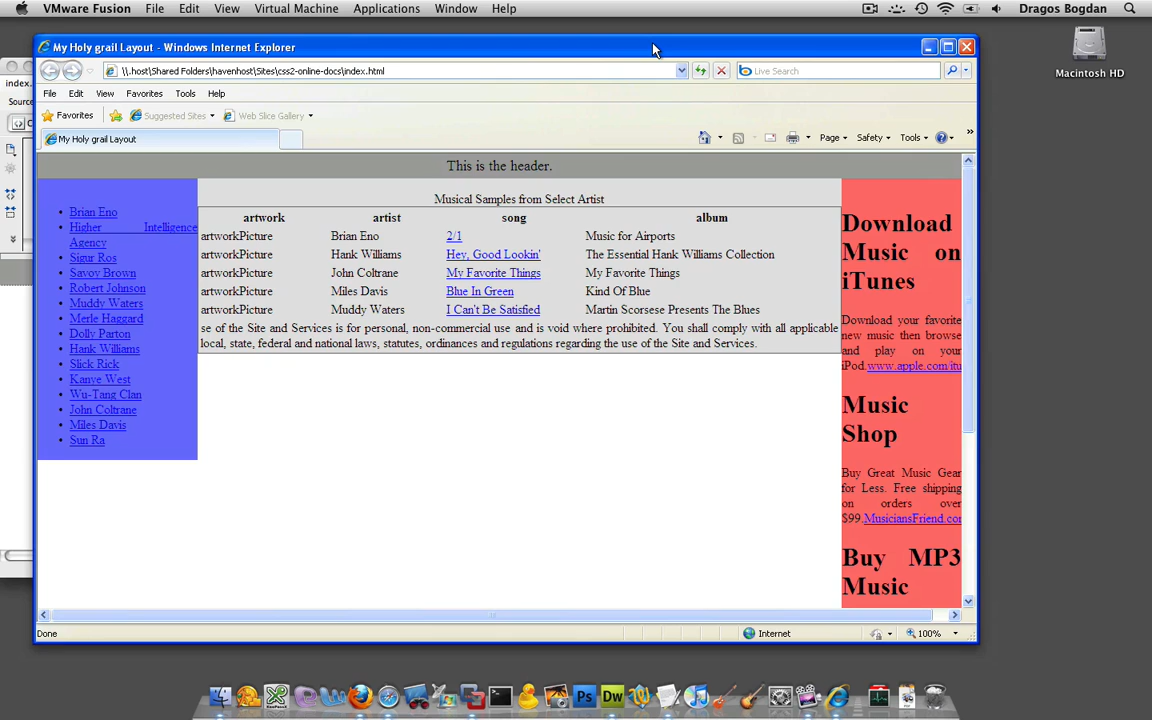 VMware Fusion File Edit View Virtual Machine Applications Window Help Dragos Bogdan
My Holy grail Layout - Windows Internet Explorer
\\.host\Shared Folders\havenhost\Sites\css2-online-docs\index.html
Live Search
File Edit View Favorites Tools Help
Favorites Suggested Sites Web Slice Gallery
My Holy grail Layout
Page Safety Tools
»
Macintosh HD
index.
Source
This is the header.
Brian Eno
Higher Intelligence
Agency
Sigur Ros
Savoy Brown
Robert Johnson
Muddy Waters
Merle Haggard
Dolly Parton
Hank Williams
Slick Rick
Kanye West
Wu-Tang Clan
John Coltrane
Miles Davis
Sun Ra
Musical Samples from Select Artist
artwork artist song album
artworkPicture Brian Eno 2/1 Music for Airports
artworkPicture Hank Williams Hey, Good Lookin' The Essential Hank Williams Collection
artworkPicture John Coltrane My Favorite Things My Favorite Things
artworkPicture Miles Davis Blue In Green Kind Of Blue
artworkPicture Muddy Waters I Can't Be Satisfied Martin Scorsese Presents The Blues
se of the Site and Services is for personal, non-commercial use and is void where prohibited. You shall comply with all applicable
local, state, federal and national laws, statutes, ordinances and regulations regarding the use of the Site and Services.
Download
Music on
iTunes
Download your favorite
new music then browse
and play on your
iPod.www.apple.com/itu
Music
Shop
Buy Great Music Gear
for Less. Free shipping
on orders over
$99.MusiciansFriend.com
Buy MP3
Music
Done Internet 100%
Ps Dw